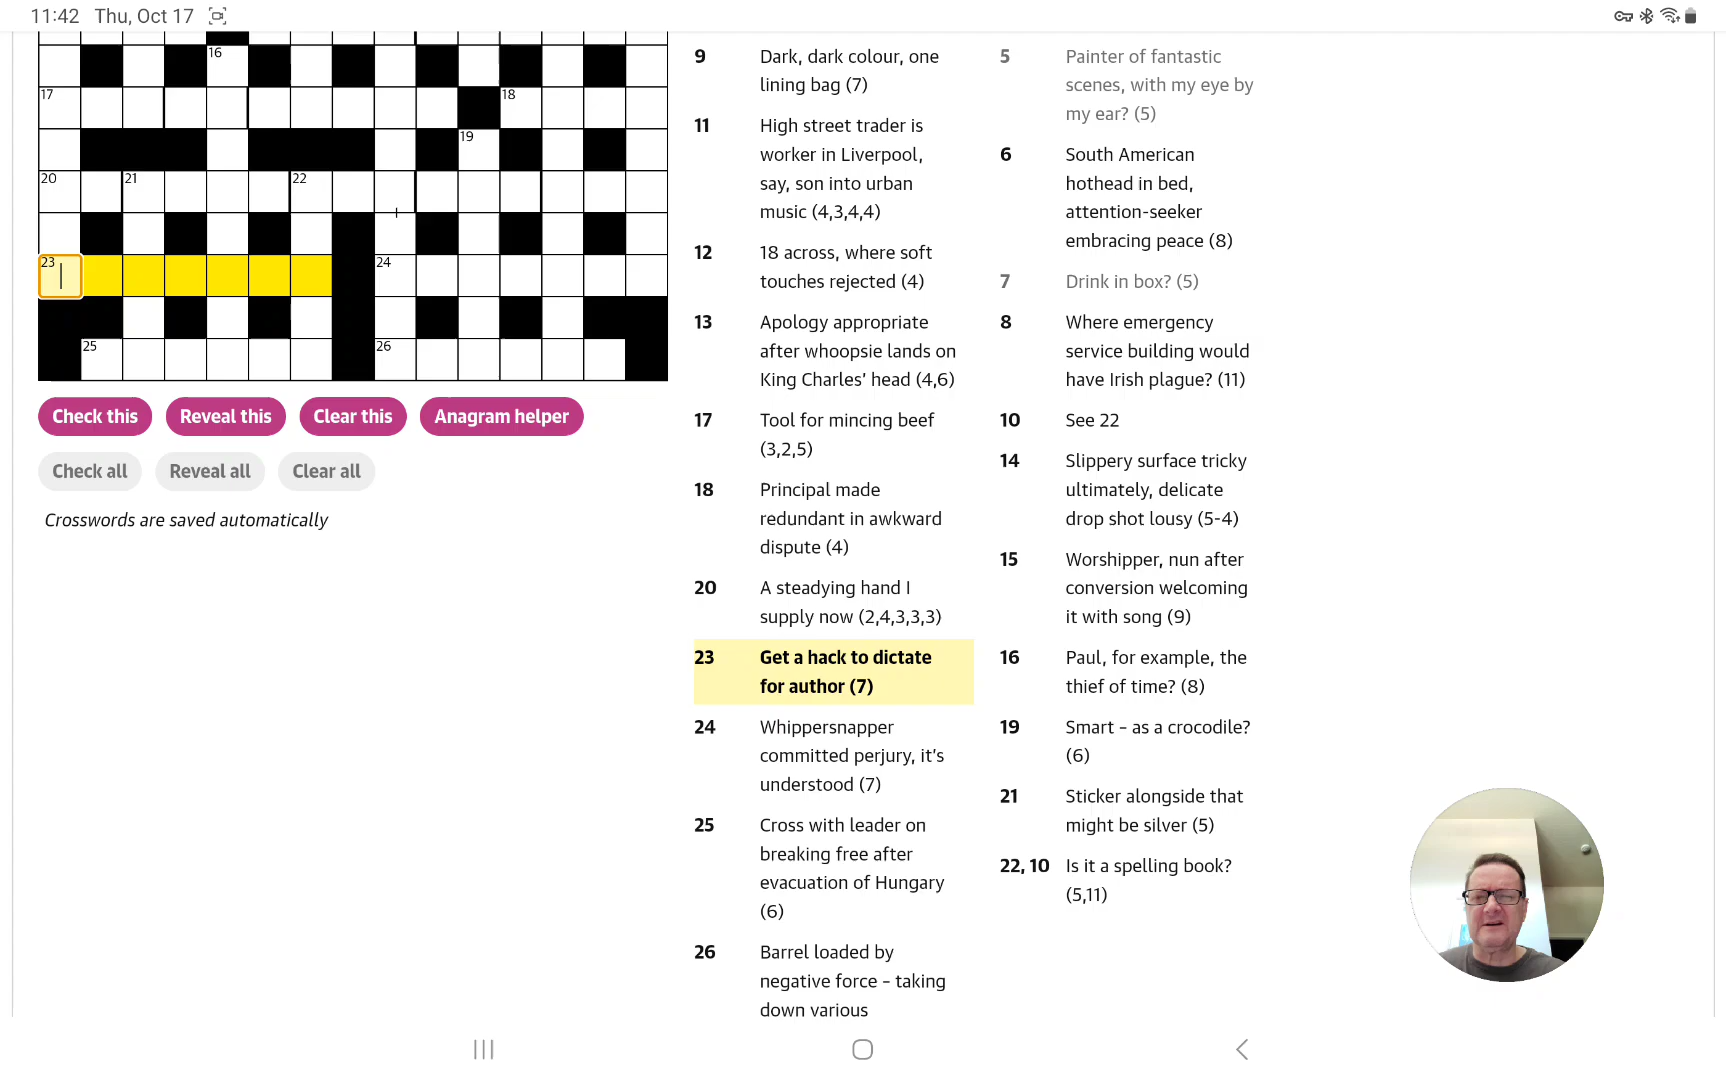 11:42 Thu, Oct 17
16
17
18
19
20 21 22
23
24
25
26
Check this Reveal this Clear this Anagram helper
Check all Reveal all Clear all
Crosswords are saved automatically
9 Dark, dark colour, one
lining bag (7)
11 High street trader is
worker in Liverpool,
say, son into urban
music (4,3,4,4)
12 18 across, where soft
touches rejected (4)
13 Apology appropriate
after whoopsie lands on
King Charles’ head (4,6)
17 Tool for mincing beef
(3,2,5)
18 Principal made
redundant in awkward
dispute (4)
20 A steadying hand I
supply now (2,4,3,3,3)
23 Get a hack to dictate
for author (7)
24 Whippersnapper
committed perjury, it’s
understood (7)
25 Cross with leader on
breaking free after
evacuation of Hungary
(6)
26 Barrel loaded by
negative force – taking
down various
5 Painter of fantastic
scenes, with my eye by
my ear? (5)
6 South American
hothead in bed,
attention-seeker
embracing peace (8)
7 Drink in box? (5)
8 Where emergency
service building would
have Irish plague? (11)
10 See 22
14 Slippery surface tricky
ultimately, delicate
drop shot lousy (5-4)
15 Worshipper, nun after
conversion welcoming
it with song (9)
16 Paul, for example, the
thief of time? (8)
19 Smart – as a crocodile?
(6)
21 Sticker alongside that
might be silver (5)
22, 10 Is it a spelling book?
(5,11)